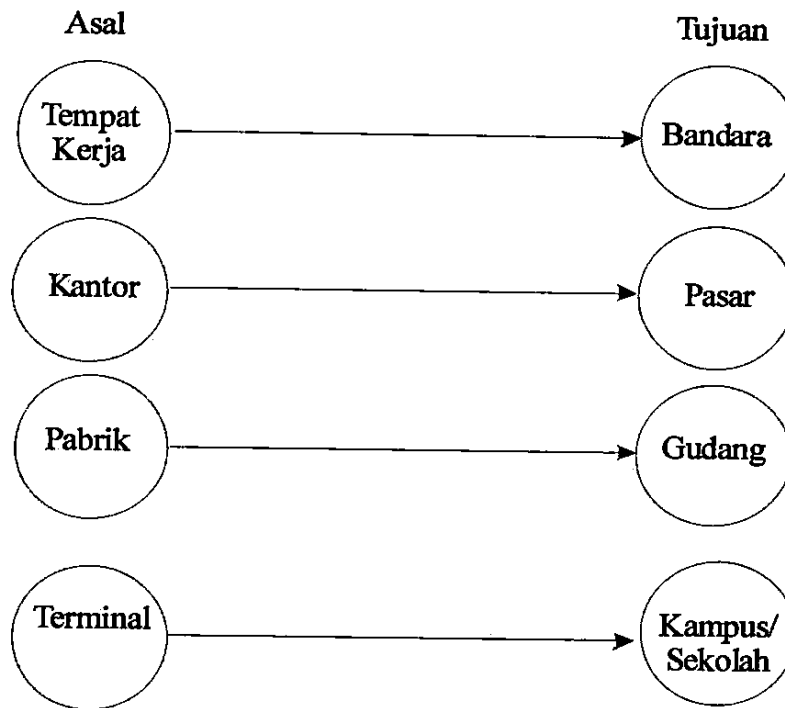 Asal
Tujuan
Tempat
Kerja
Bandara
Kantor
Pasar
Pabrik
Gudang
Terminal
Kampus/
Sekolah